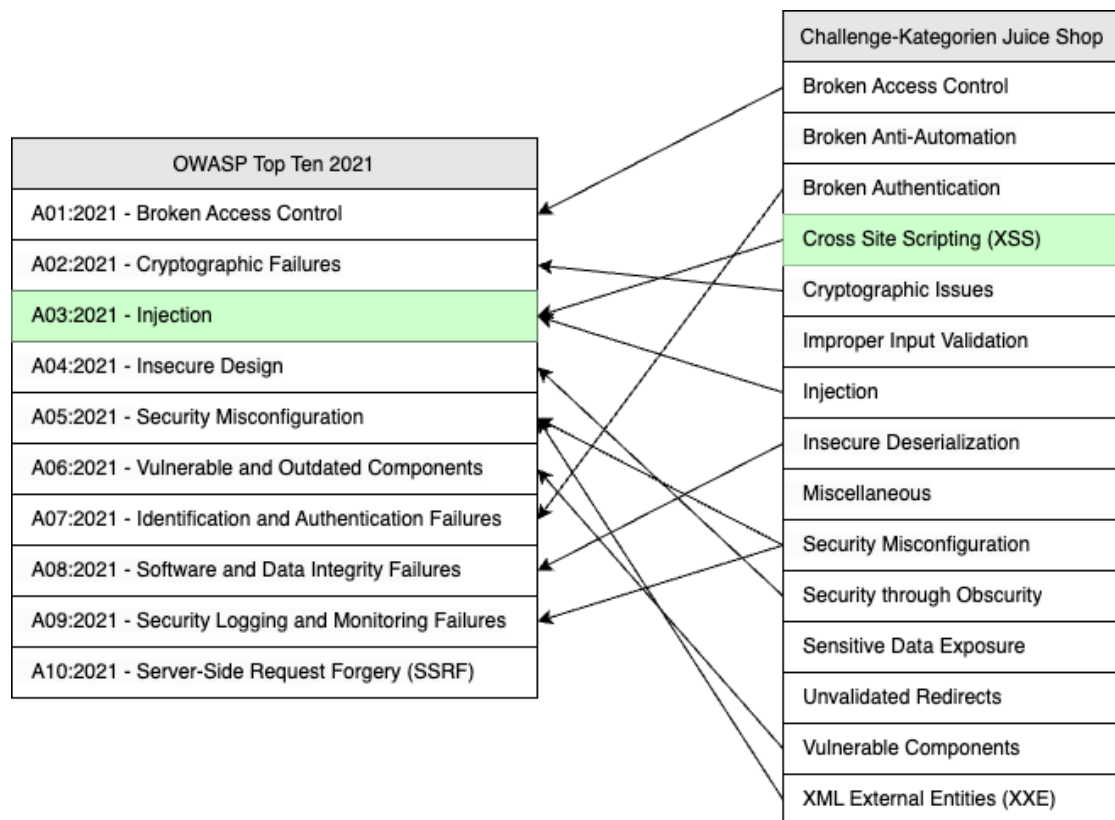 OWASP Top Ten 2021
A01:2021 - Broken Access Control
A02:2021 - Cryptographic Failures
A03:2021 - Injection
A04:2021 - Insecure Design
A05:2021 - Security Misconfiguration
A06:2021 - Vulnerable and Outdated Components
A07:2021 - Identification and Authentication Failures
A08:2021 - Software and Data Integrity Failures
A09:2021 - Security Logging and Monitoring Failures
A10:2021 - Server-Side Request Forgery (SSRF)
Challenge-Kategorien Juice Shop
Broken Access Control
Broken Anti-Automation
Broken Authentication
Cross Site Scripting (XSS)
Cryptographic Issues
Improper Input Validation
Injection
Insecure Deserialization
Miscellaneous
Security Misconfiguration
Security through Obscurity
Sensitive Data Exposure
Unvalidated Redirects
Vulnerable Components
XML External Entities (XXE)